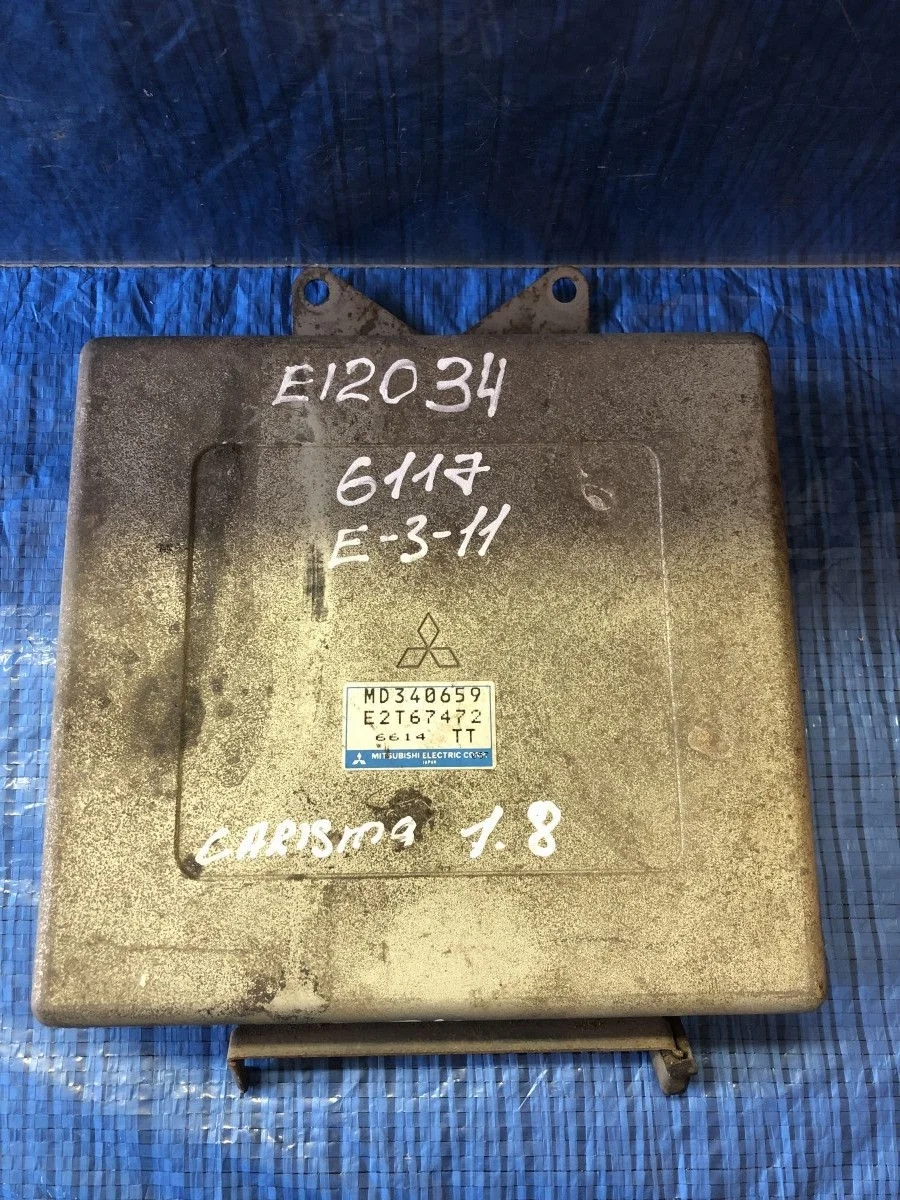 E12034
6117
E-3-11
MD340659
E2T67472
6614 TT
MITSUBISHI ELECTRIC CORP.
JAPAN
CARISMA 1.8